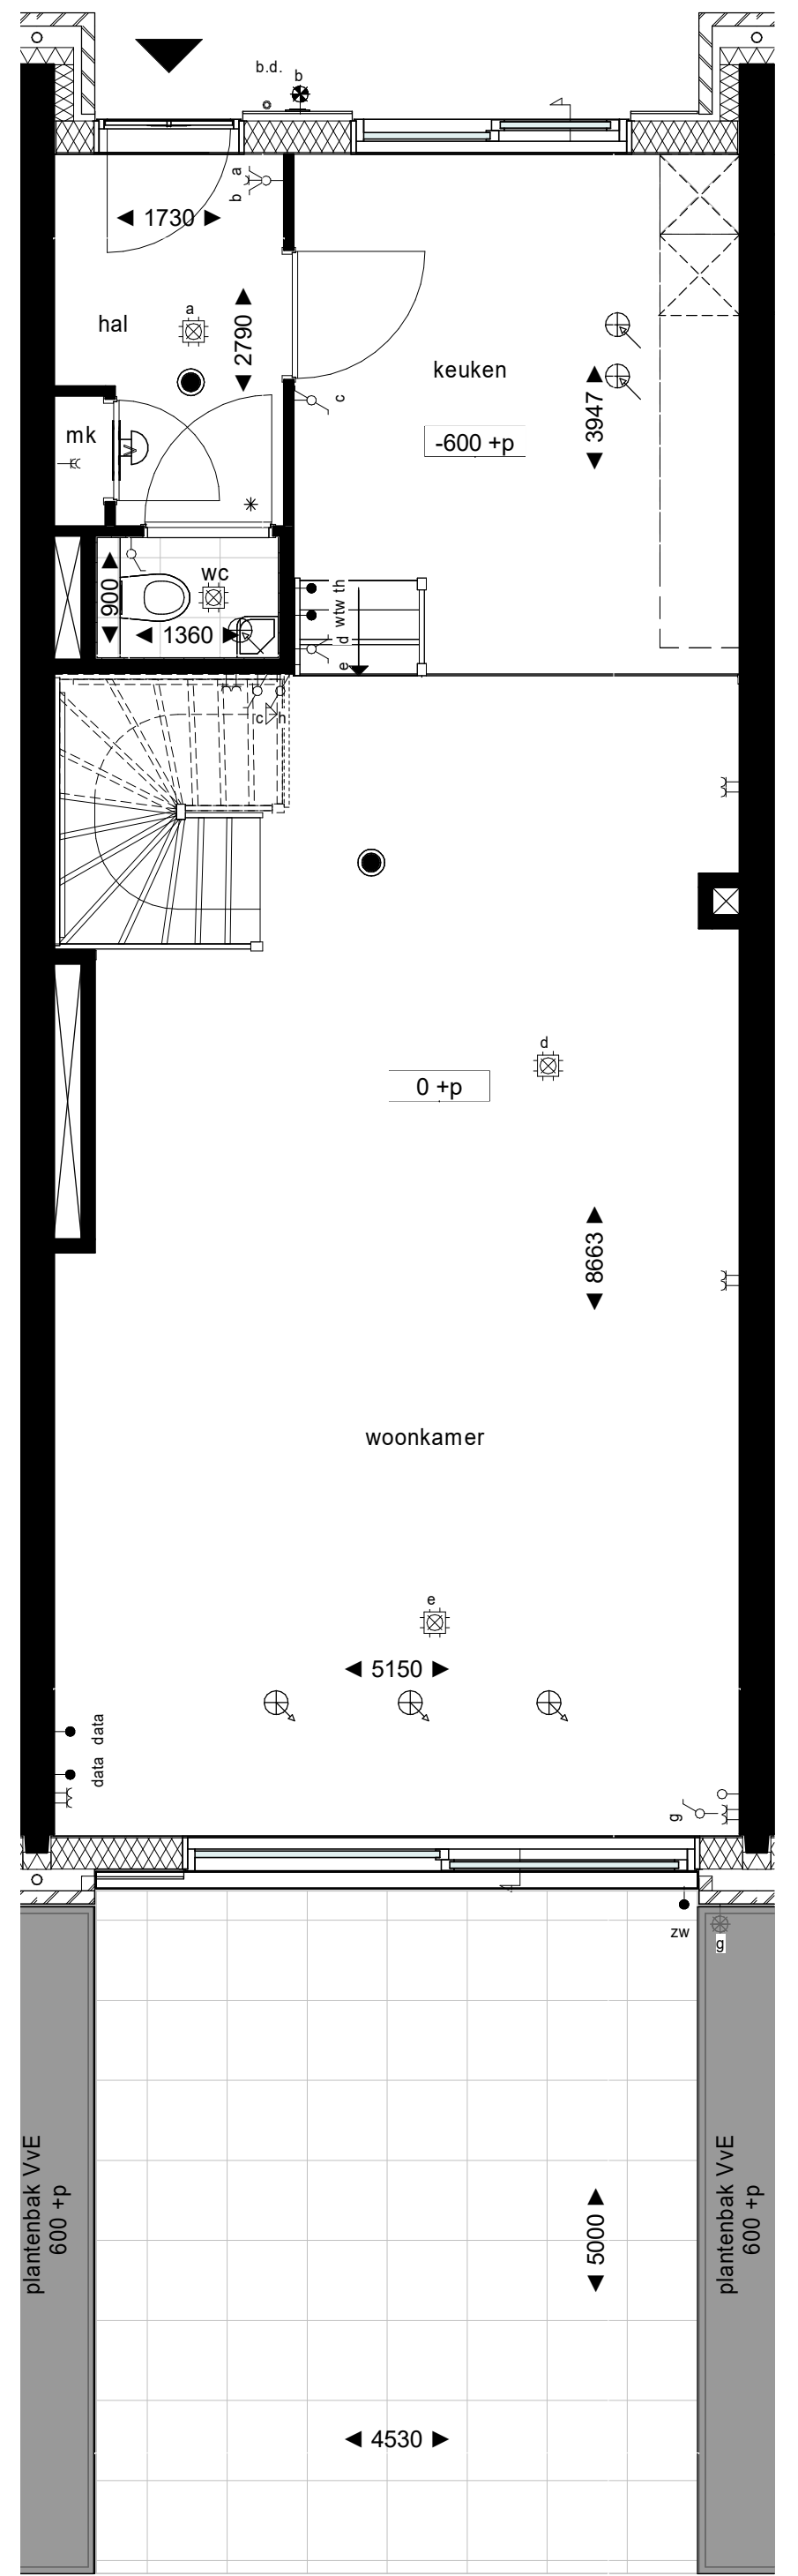 b.d.
b
a
b
1730
a
hal
2790
keuken
c
3947
mk
-600 +p
wc
900
1360
th
wtw
d
e
c
h
d
0 +p
8663
woonkamer
e
5150
data
data
g
zw
g
plantenbak VvE
600 +p
plantenbak VvE
600 +p
5000
4530